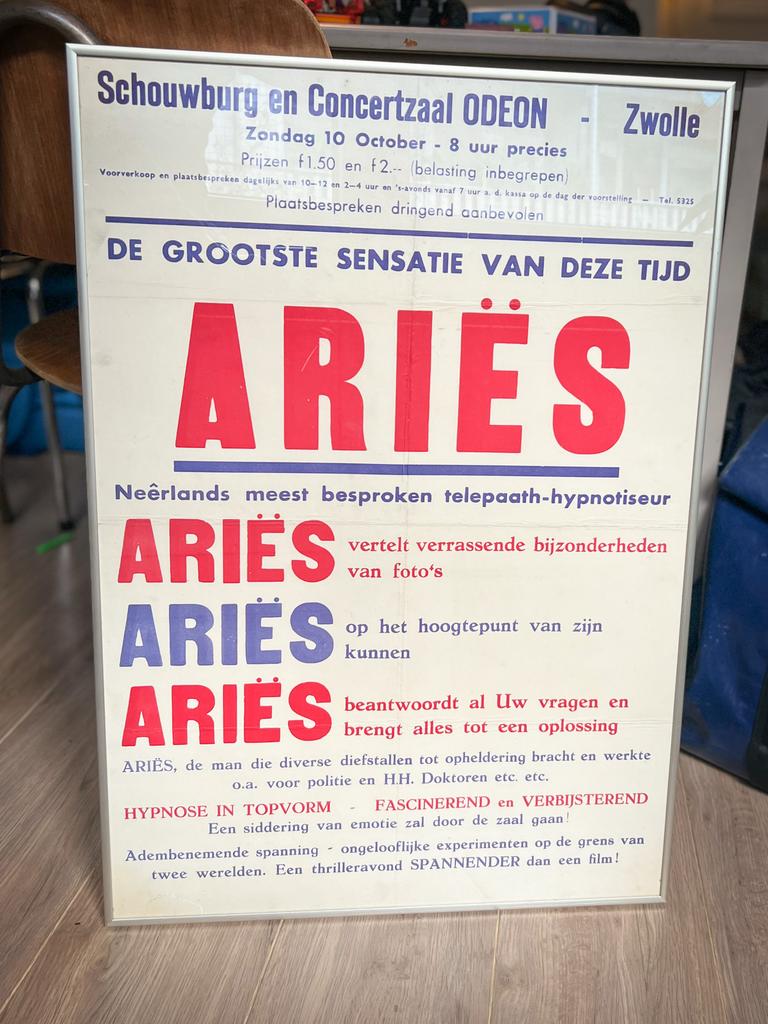 Schouwburg en Concertzaal ODEON - Zwolle
Zondag 10 October - 8 uur precies
Prijzen f 1.50 en f 2.-- (belasting inbegrepen)
Voorverkoop en plaatsbespreken dagelijks van 10—12 en 2—4 uur en 's-avonds vanaf 7 uur a. d. kassa op de dag der voorstelling — Tel. 5325
Plaatsbespreken dringend aanbevolen
DE GROOTSTE SENSATIE VAN DEZE TIJD
ARIËS
Neêrlands meest besproken telepaath-hypnotiseur
ARIËS vertelt verrassende bijzonderheden
van foto‘s
ARIËS op het hoogtepunt van zijn
kunnen
ARIËS beantwoordt al Uw vragen en
brengt alles tot een oplossing
ARIËS, de man die diverse diefstallen tot opheldering bracht en werkte
o.a. voor politie en H.H. Doktoren etc. etc.
HYPNOSE IN TOPVORM - FASCINEREND en VERBIJSTEREND
Een siddering van emotie zal door de zaal gaan!
Adembenemende spanning - ongelooflijke experimenten op de grens van
twee werelden. Een thrilleravond SPANNENDER dan een film!